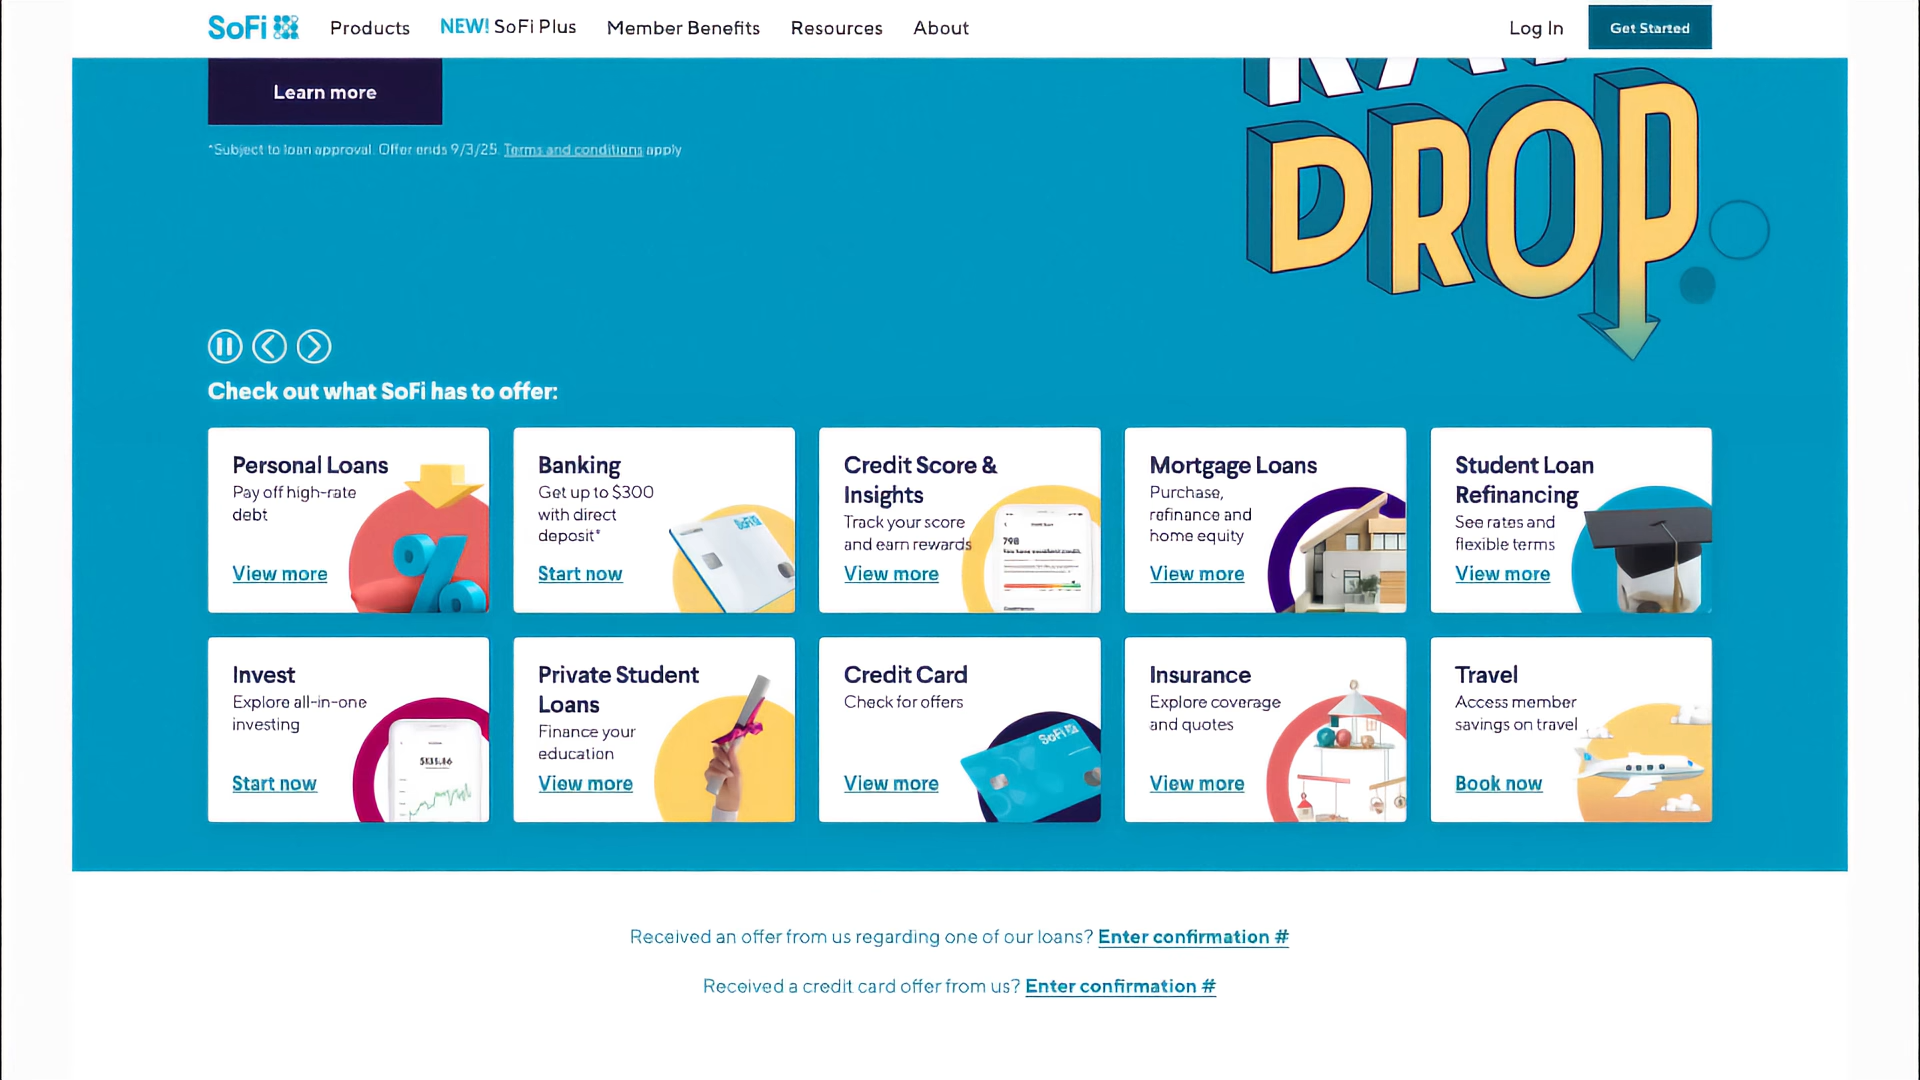 SoFi
Products
NEW! SoFi Plus
Member Benefits
Resources
About
Log In
Get Started
Learn more
*Subject to loan approval. Offer ends 9/3/25. Terms and conditions apply
DROP
Check out what SoFi has to offer:
Personal Loans
Pay off high-rate
debt
View more
Banking
Get up to $300
with direct
deposit*
Start now
SoFi
Credit Score &
Insights
Track your score
and earn rewards
View more
798
Mortgage Loans
Purchase,
refinance and
home equity
View more
Student Loan
Refinancing
See rates and
flexible terms
View more
Invest
Explore all-in-one
investing
Start now
Private Student
Loans
Finance your
education
View more
Credit Card
Check for offers
View more
SoFi
Insurance
Explore coverage
and quotes
View more
Travel
Access member
savings on travel
Book now
Received an offer from us regarding one of our loans? Enter confirmation #
Received a credit card offer from us? Enter confirmation #